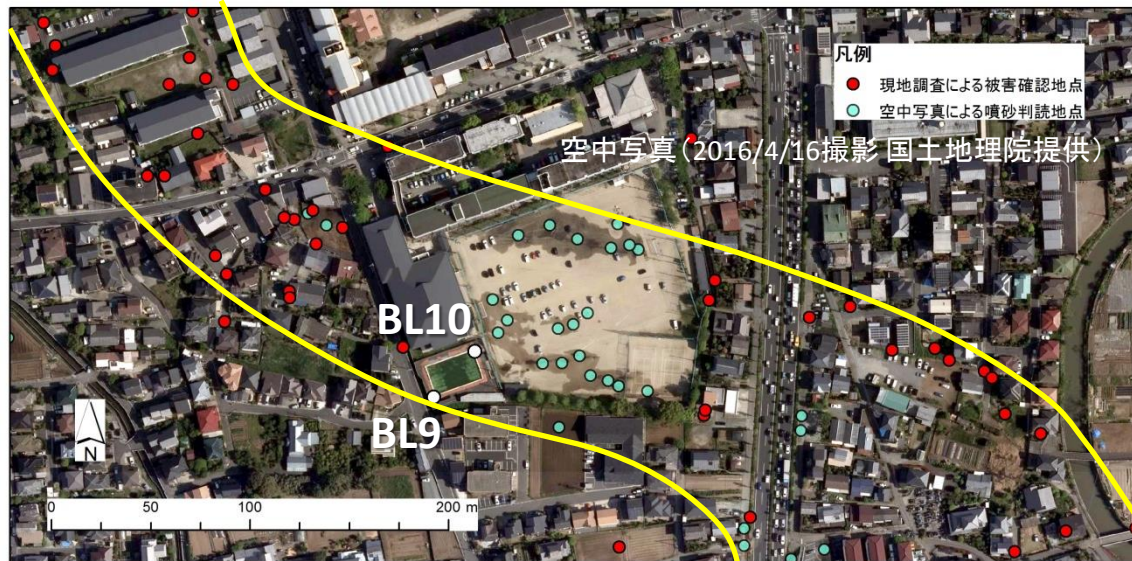 凡例
現地調査による被害確認地点
空中写真による噴砂判読地点
空中写真（2016/4/16撮影 国土地理院提供）
BL10
BL9
N
0 50 100 200 m